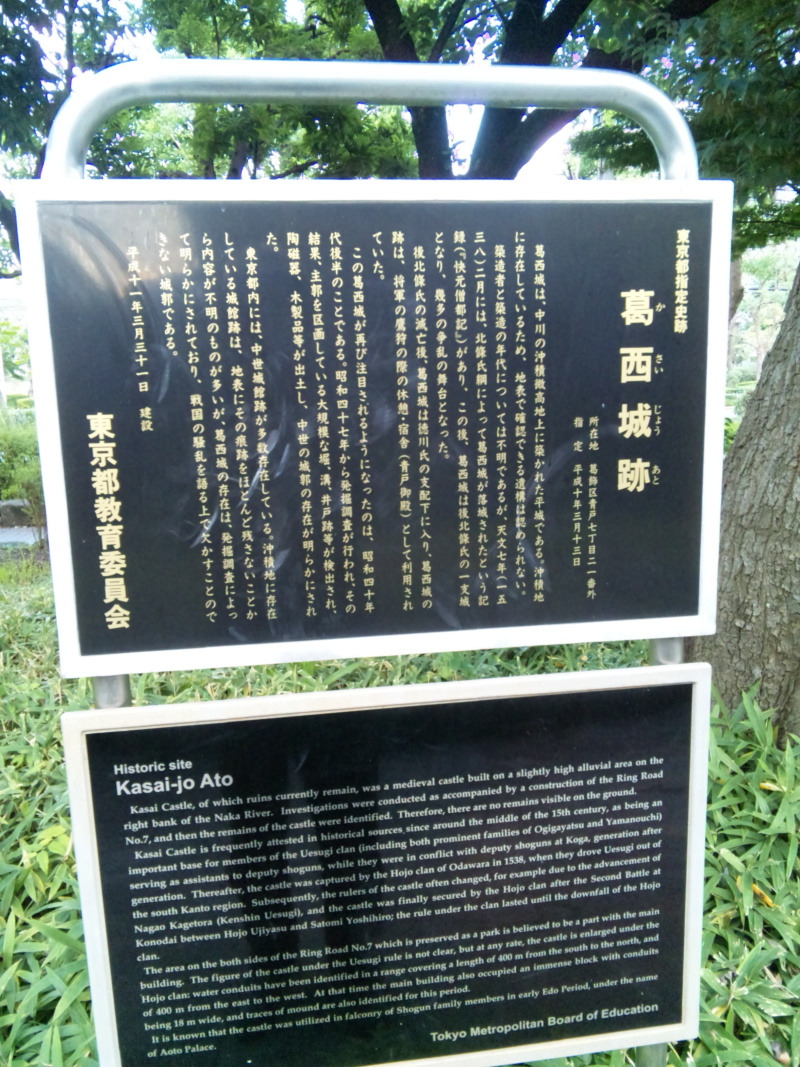 東京都指定史跡
葛西城跡
か さい じょう あと
所在地 葛飾区青戸七丁目二一番外
指定 平成十年三月十三日
葛西城は、中川の沖積微高地上に築かれた平城である。沖積地
に存在しているため、地表で確認できる遺構は認められない。
築造者と築造の年代については不明であるが、天文七年(一五
三八)二月には、北條氏綱によって葛西城が落城されたという記
録(『快元僧都記』)があり、この後、葛西城は後北條氏の一支城
となり、幾多の争乱の舞台となった。
後北條氏の滅亡後、葛西城は徳川氏の支配下に入り、葛西城の
跡は、将軍の鷹狩の際の休憩・宿舎(青戸御殿)として利用され
ていた。
この葛西城が再び注目されるようになったのは、昭和四十年
代後半のことである。昭和四十七年から発掘調査が行われ、その
結果、主郭を区画している大規模な堀、溝、井戸跡等が検出され、
陶磁器、木製品等が出土し、中世の城郭の存在が明らかにされ
た。
東京都内には、中世城館跡が多数存在している。沖積地に存在
している城館跡は、地表にその痕跡をほとんど残さないことか
ら内容が不明のものが多いが、葛西城の存在は、発掘調査によっ
て明らかにされており、戦国の騒乱を語る上で欠かすことので
きない城郭である。
平成十一年三月三十一日 建設
東京都教育委員会
Historic site
Kasai-jo Ato
Kasai Castle, of which ruins currently remain, was a medieval castle built on a slightly high alluvial area on the
right bank of the Naka River. Investigations were conducted as accompanied by a construction of the Ring Road
No.7, and then the remains of the castle were identified. Therefore, there are no remains visible on the ground.
Kasai Castle is frequently attested in historical sources since around the middle of the 15th century, as being an
important base for members of the Uesugi clan (including both prominent families of Ogigayatsu and Yamanouchi)
serving as assistants to deputy shoguns, while they were in conflict with deputy shoguns at Koga, generation after
generation. Thereafter, the castle was captured by the Hojo clan of Odawara in 1538, when they drove Uesugi out of
the south Kanto region. Subsequently, the rulers of the castle often changed, for example due to the advancement of
Nagao Kagetora (Kenshin Uesugi), and the castle was finally secured by the Hojo clan after the Second Battle at
Konodai between Hojo Ujiyasu and Satomi Yoshihiro; the rule under the clan lasted until the downfall of the Hojo
clan.
The area on the both sides of the Ring Road No.7 which is preserved as a park is believed to be a part with the main
building. The figure of the castle under the Uesugi rule is not clear, but at any rate, the castle is enlarged under the
Hojo clan: water conduits have been identified in a range covering a length of 400 m from the south to the north, and
of 400 m from the east to the west. At that time the main building also occupied an immense block with conduits
being 18 m wide, and traces of mound are also identified for this period.
It is known that the castle was utilized in falconry of Shogun family members in early Edo Period, under the name
of Aoto Palace.
Tokyo Metropolitan Board of Education